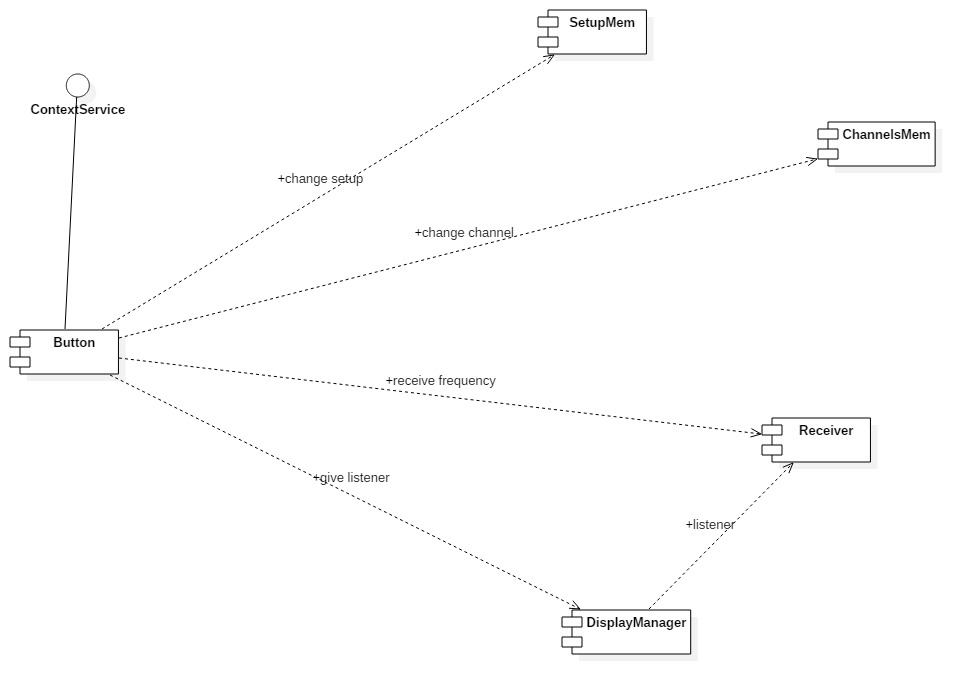 SetupMem
ContextService
ChannelsMem
+change setup
+change channel
Button
+receive frequency
Receiver
+give listener
+listener
DisplayManager